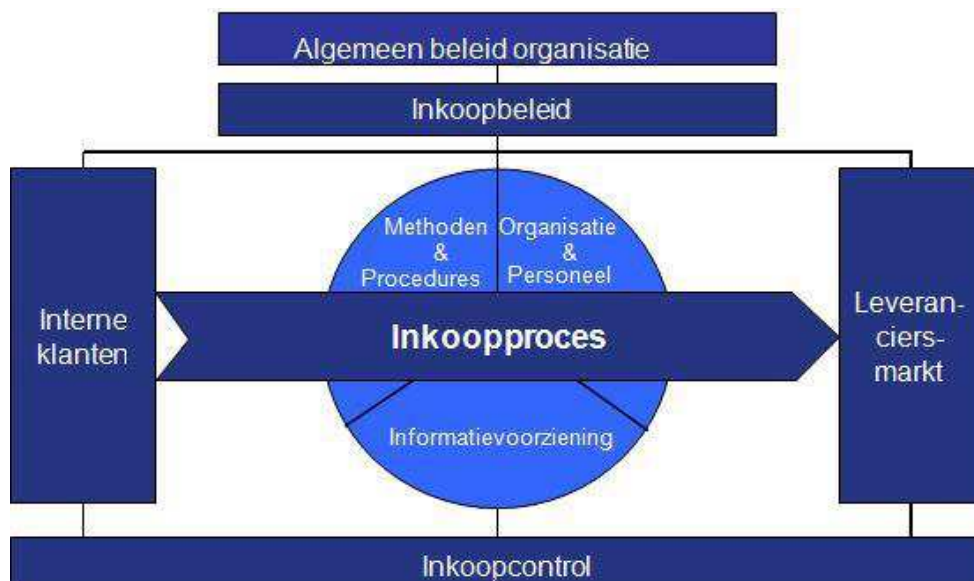 Algemeen beleid organisatie
Inkoopbeleid
Methoden
&
Procedures
Organisatie
&
Personeel
Interne
klanten
Inkoopproces
Leveran-
ciers-
markt
Informatievoorziening
Inkoopcontrol